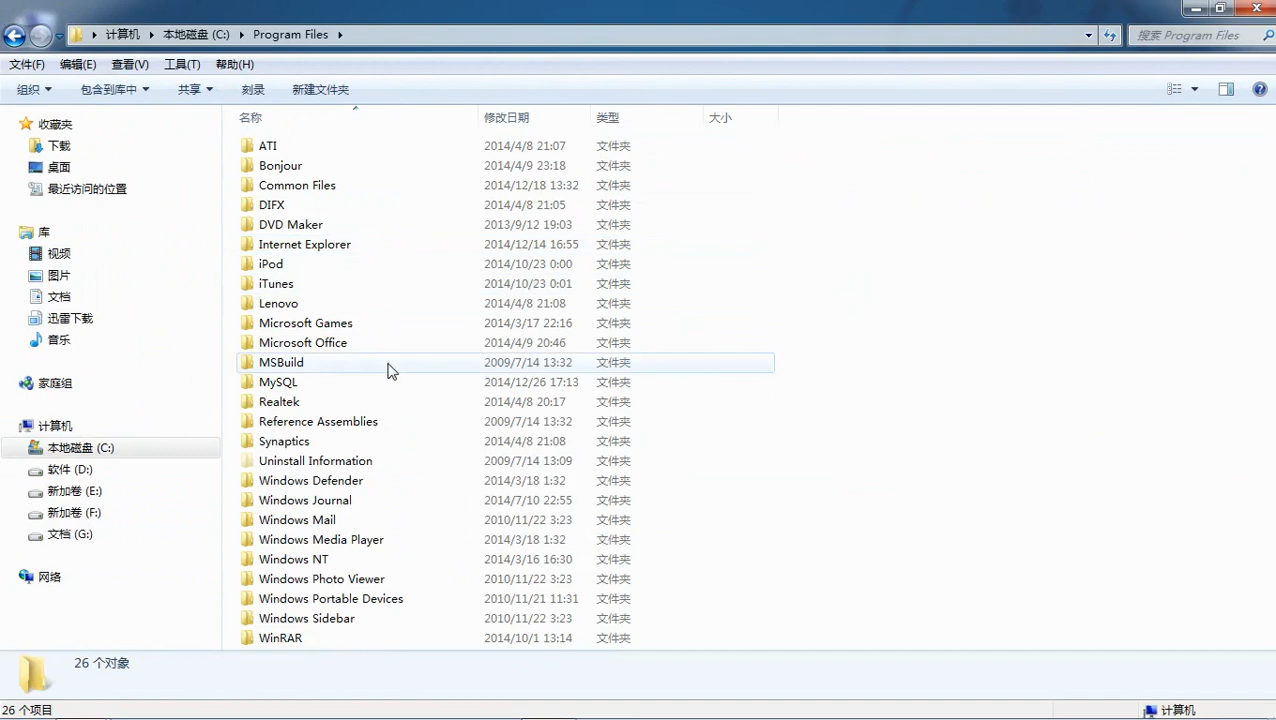 计算机 本地磁盘 (C:) Program Files 搜索 Program Files
文件(F) 编辑(E) 查看(V) 工具(T) 帮助(H)
组织 包含到库中 共享 刻录 新建文件夹
收藏夹
下载
桌面
最近访问的位置
库
视频
图片
文档
迅雷下载
音乐
家庭组
计算机
本地磁盘 (C:)
软件 (D:)
新加卷 (E:)
新加卷 (F:)
文档 (G:)
网络
名称 修改日期 类型 大小
ATI 2014/4/8 21:07 文件夹
Bonjour 2014/4/9 23:18 文件夹
Common Files 2014/12/18 13:32 文件夹
DIFX 2014/4/8 21:05 文件夹
DVD Maker 2013/9/12 19:03 文件夹
Internet Explorer 2014/12/14 16:55 文件夹
iPod 2014/10/23 0:00 文件夹
iTunes 2014/10/23 0:01 文件夹
Lenovo 2014/4/8 21:08 文件夹
Microsoft Games 2014/3/17 22:16 文件夹
Microsoft Office 2014/4/9 20:46 文件夹
MSBuild 2009/7/14 13:32 文件夹
MySQL 2014/12/26 17:13 文件夹
Realtek 2014/4/8 20:17 文件夹
Reference Assemblies 2009/7/14 13:32 文件夹
Synaptics 2014/4/8 21:08 文件夹
Uninstall Information 2009/7/14 13:09 文件夹
Windows Defender 2014/3/18 1:32 文件夹
Windows Journal 2014/7/10 22:55 文件夹
Windows Mail 2010/11/22 3:23 文件夹
Windows Media Player 2014/3/18 1:32 文件夹
Windows NT 2014/3/16 16:30 文件夹
Windows Photo Viewer 2010/11/22 3:23 文件夹
Windows Portable Devices 2010/11/21 11:31 文件夹
Windows Sidebar 2010/11/22 3:23 文件夹
WinRAR 2014/10/1 13:14 文件夹
26 个对象
26 个项目 计算机